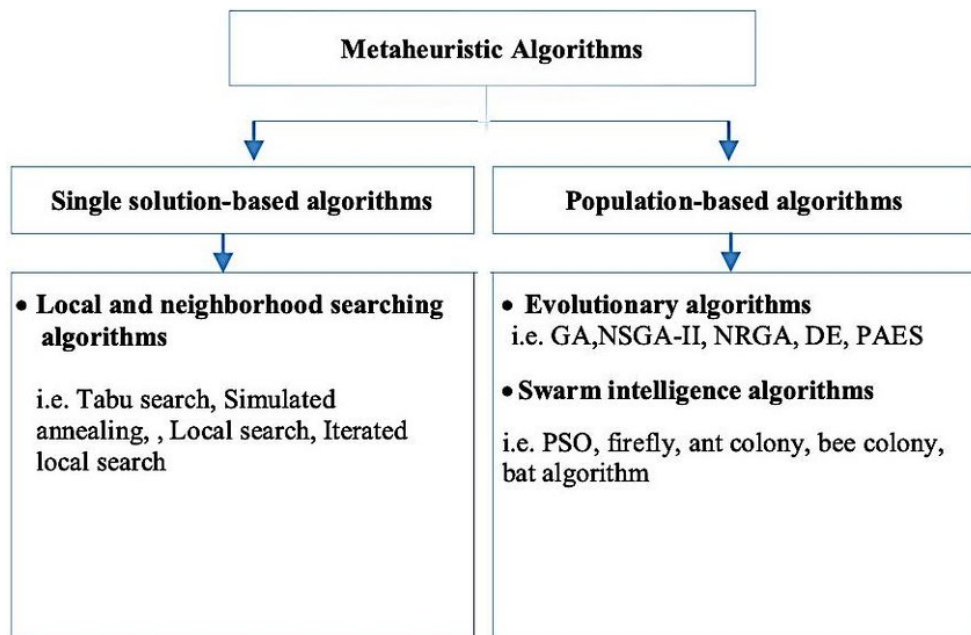 Metaheuristic Algorithms
Single solution-based algorithms
Population-based algorithms
• Local and neighborhood searching
algorithms
i.e. Tabu search, Simulated
annealing, , Local search, Iterated
local search
• Evolutionary algorithms
i.e. GA,NSGA-II, NRGA, DE, PAES
• Swarm intelligence algorithms
i.e. PSO, firefly, ant colony, bee colony,
bat algorithm